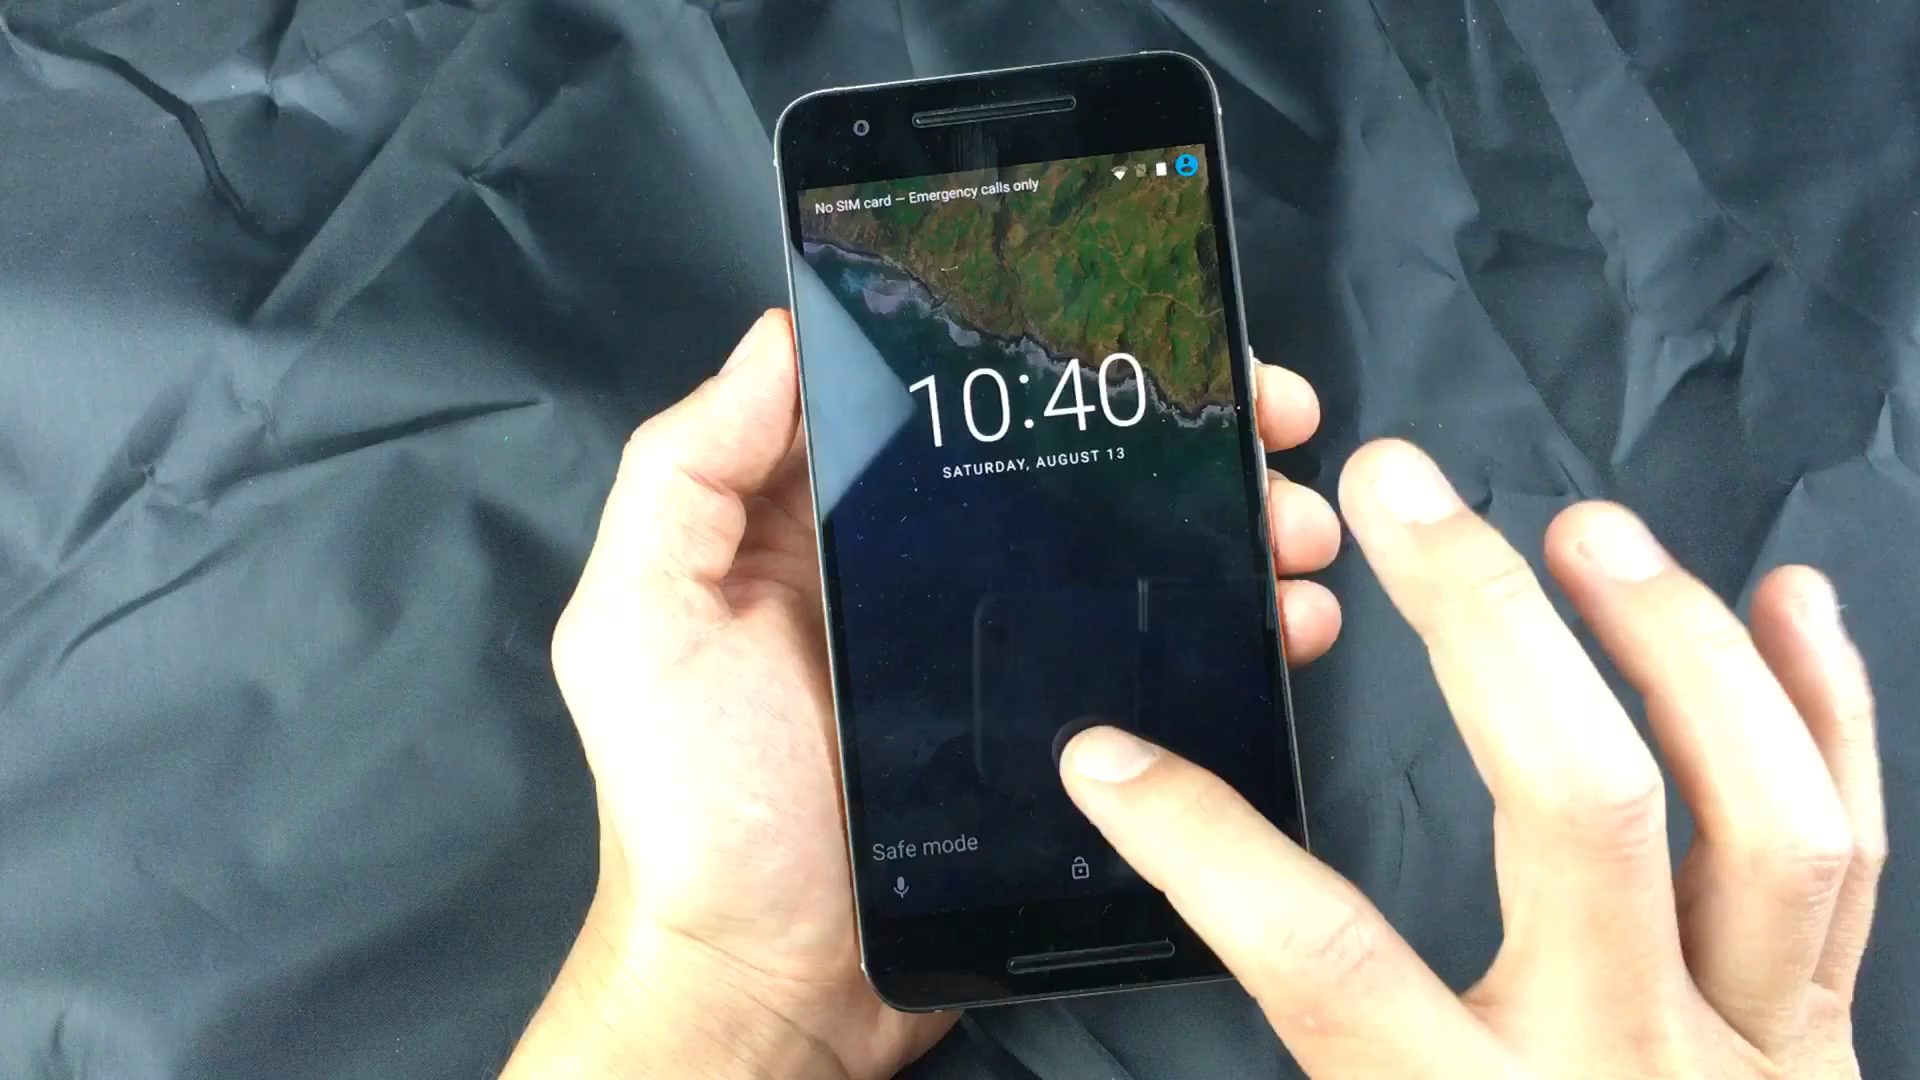 No SIM card — Emergency calls only
10:40
SATURDAY, AUGUST 13
Safe mode